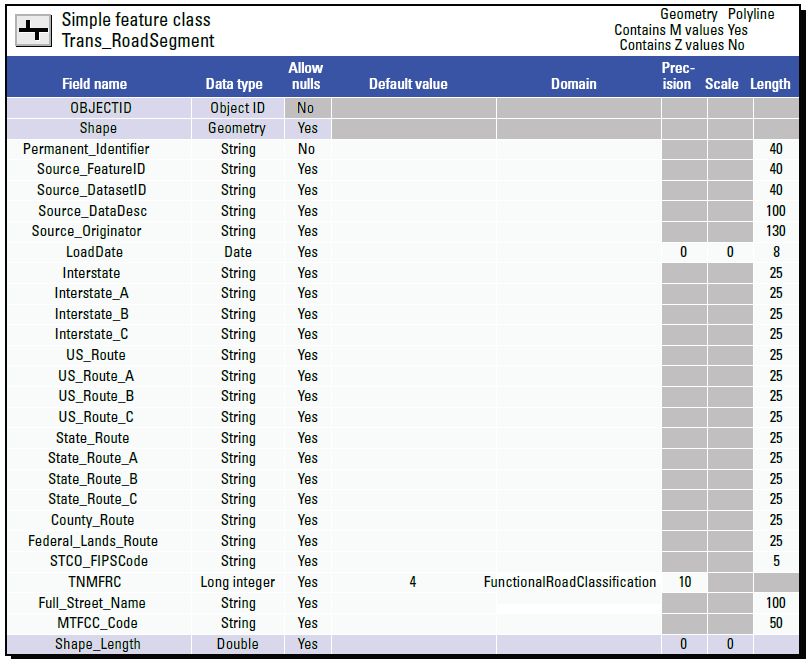 Simple feature class
Trans_RoadSegment
Geometry Polyline
Contains M values Yes
Contains Z values No
Field name Data type Allow nulls Default value Domain Prec-ision Scale Length
OBJECTID Object ID No
Shape Geometry Yes
Permanent_Identifier String No 40
Source_FeatureID String Yes 40
Source_DatasetID String Yes 40
Source_DataDesc String Yes 100
Source_Originator String Yes 130
LoadDate Date Yes 0 0 8
Interstate String Yes 25
Interstate_A String Yes 25
Interstate_B String Yes 25
Interstate_C String Yes 25
US_Route String Yes 25
US_Route_A String Yes 25
US_Route_B String Yes 25
US_Route_C String Yes 25
State_Route String Yes 25
State_Route_A String Yes 25
State_Route_B String Yes 25
State_Route_C String Yes 25
County_Route String Yes 25
Federal_Lands_Route String Yes 25
STCO_FIPSCode String Yes 5
TNMFRC Long integer Yes 4 FunctionalRoadClassification 10
Full_Street_Name String Yes 100
MTFCC_Code String Yes 50
Shape_Length Double Yes 0 0